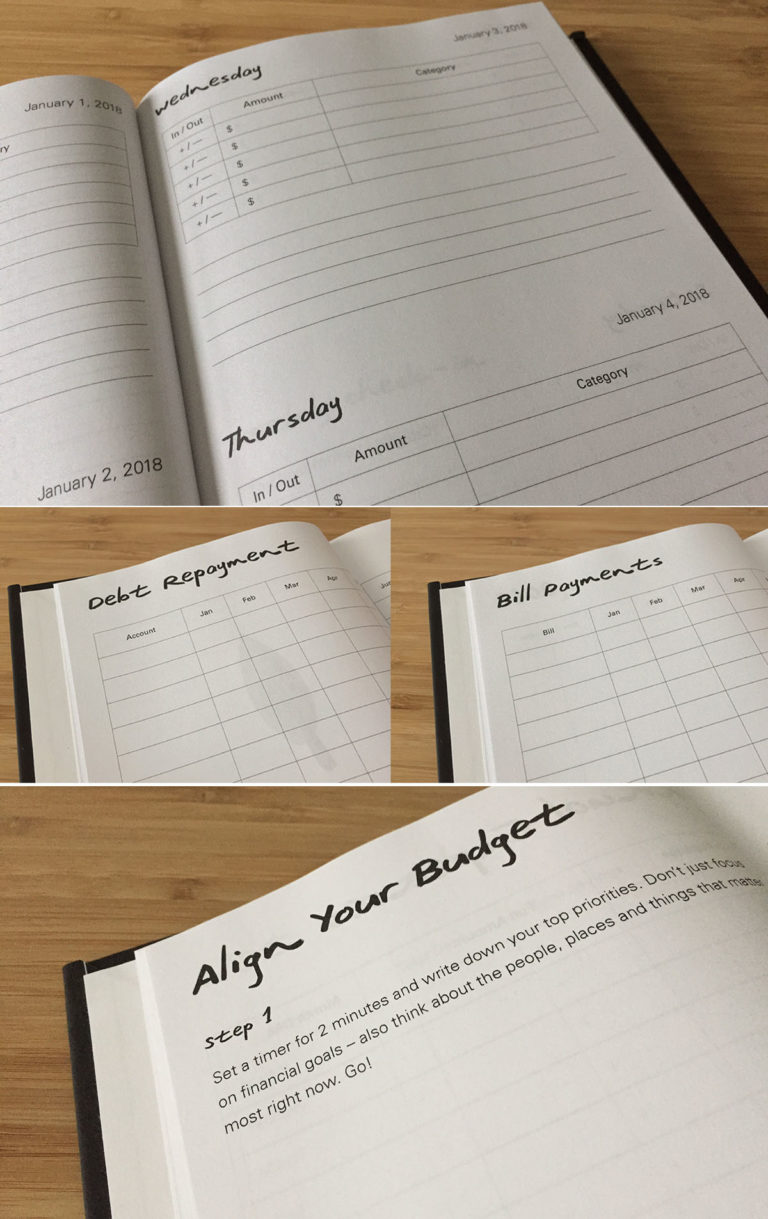 January 1, 2018
ry
January 2, 2018
Wednesday
January 3, 2018
In / Out Amount Category
+/— $
+/— $
+/— $
+/— $
+/— $
January 4, 2018
Thursday
In / Out Amount Category
$
Debt Repayment
Account Jan Feb Mar Apr
Bill Payments
Bill Jan Feb Mar Apr
Align Your Budget
step 1
Set a timer for 2 minutes and write down your top priorities. Don't just focus
on financial goals – also think about the people, places and things that matter
most right now. Go!